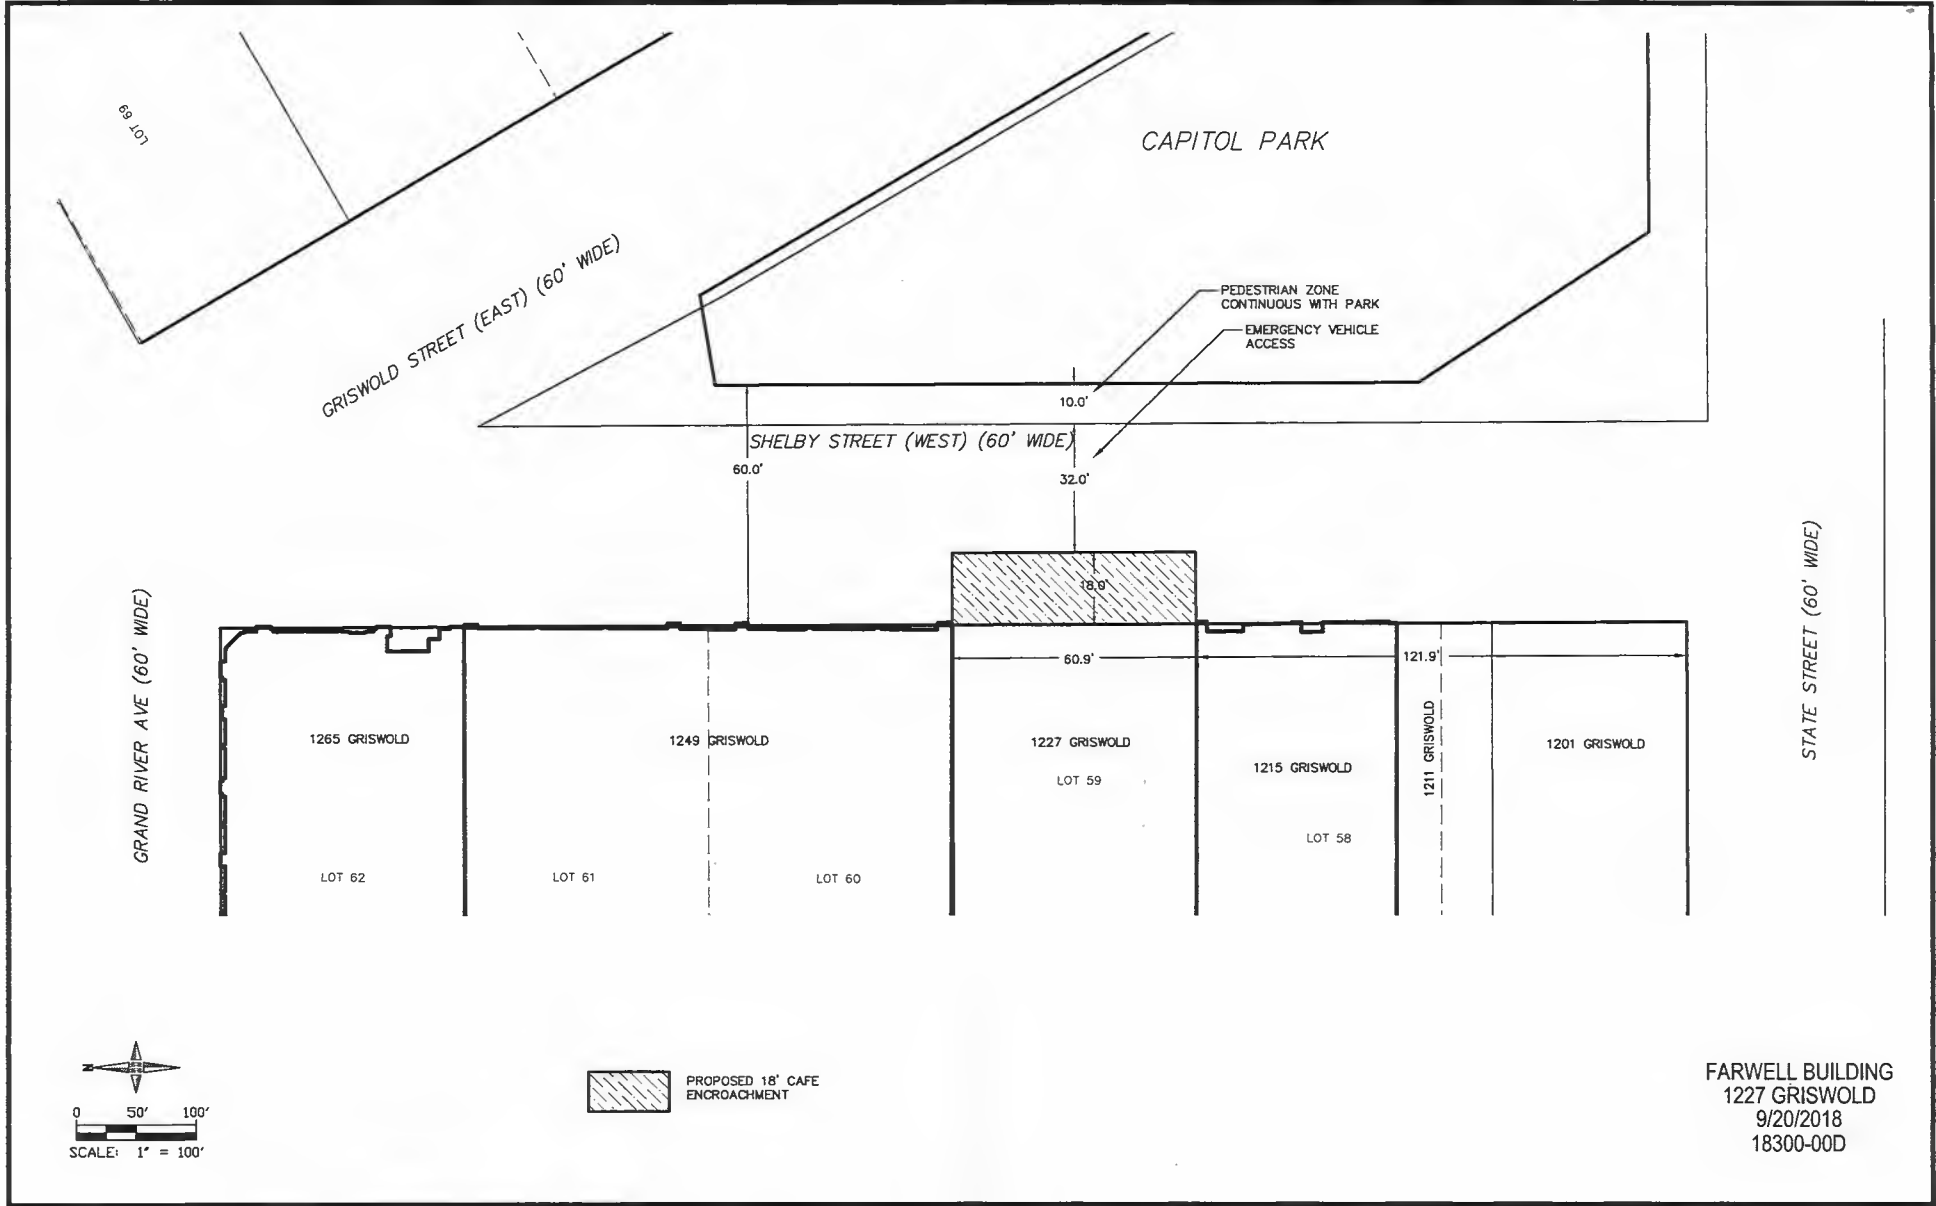 LOT 69
CAPITOL PARK
GRISWOLD STREET (EAST) (60' WIDE)
PEDESTRIAN ZONE
CONTINUOUS WITH PARK
EMERGENCY VEHICLE
ACCESS
10.0'
SHELBY STREET (WEST) (60' WIDE)
60.0'
32.0'
18.0'
GRAND RIVER AVE (60' WIDE)
STATE STREET (60' WIDE)
60.9'
121.9'
1265 GRISWOLD
1249 GRISWOLD
1227 GRISWOLD
LOT 59
1215 GRISWOLD
1211 GRISWOLD
1201 GRISWOLD
LOT 58
LOT 62
LOT 61
LOT 60
N
0 50' 100'
SCALE: 1" = 100'
PROPOSED 18' CAFE
ENCROACHMENT
FARWELL BUILDING
1227 GRISWOLD
9/20/2018
18300-00D